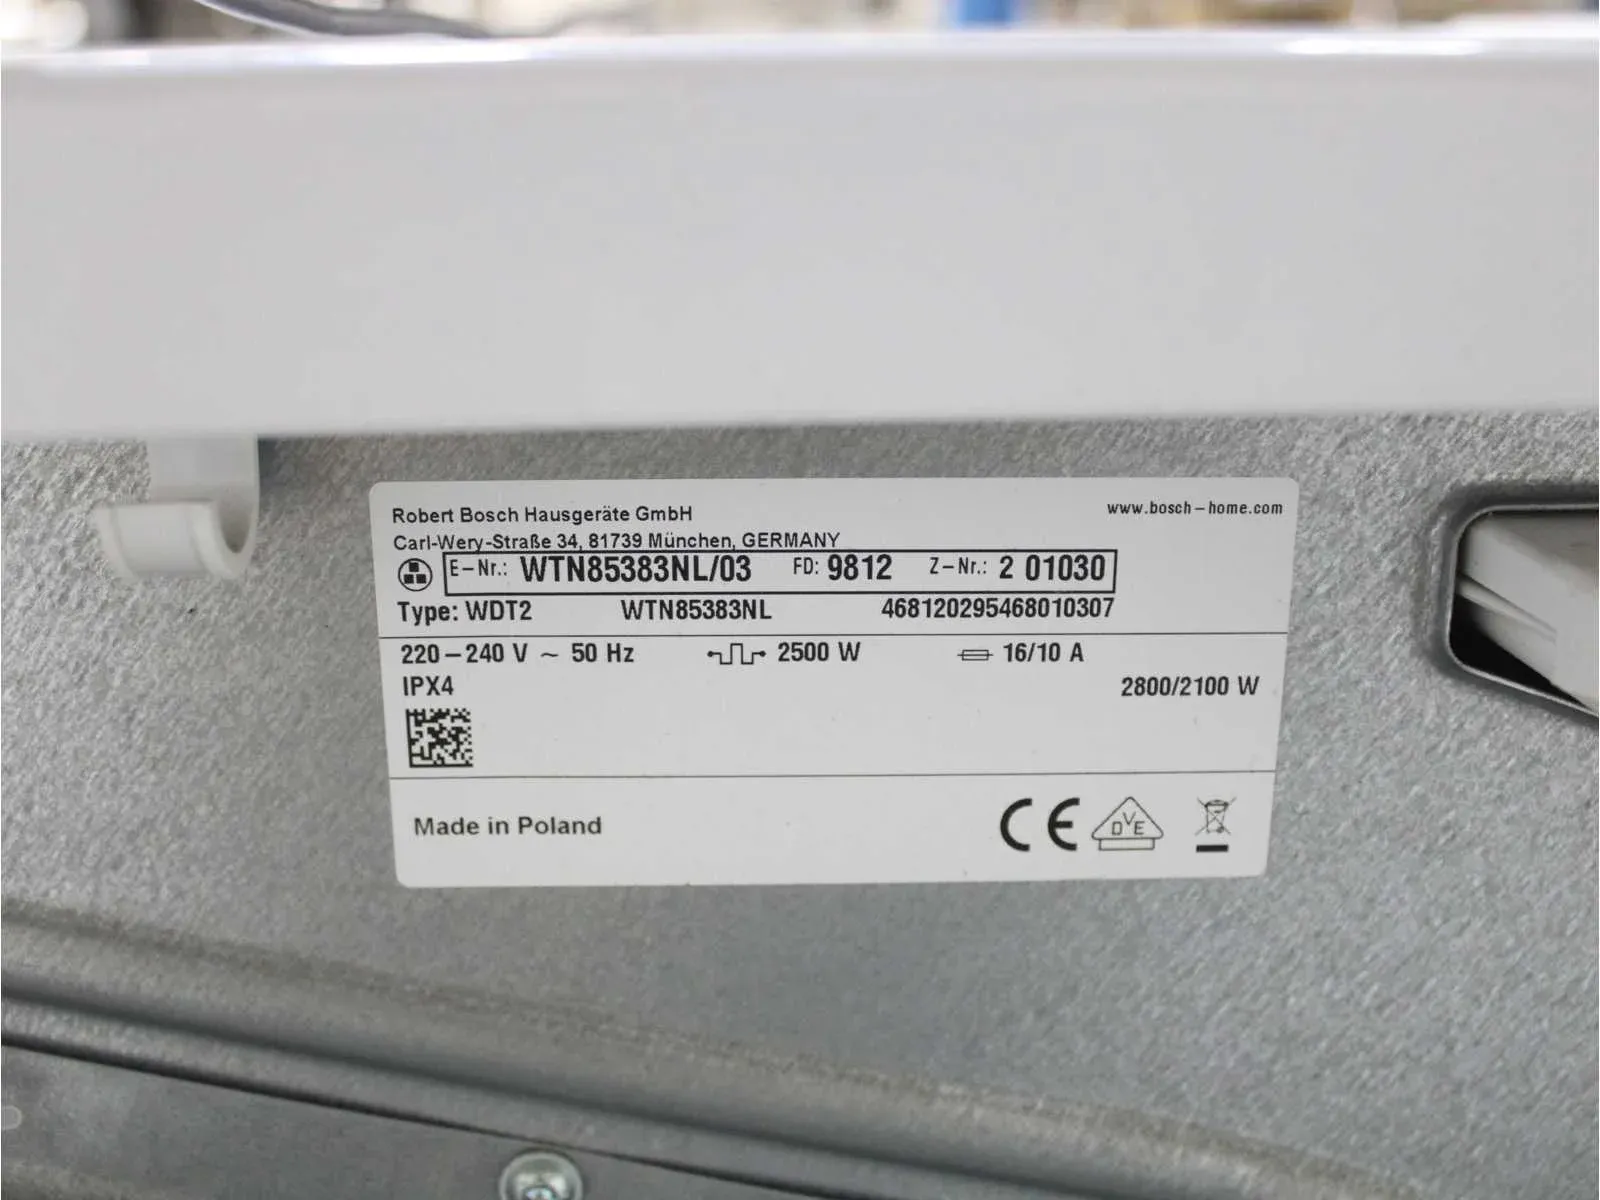 Robert Bosch Hausgeräte GmbH www.bosch-home.com
Carl-Wery-Straße 34, 81739 München, GERMANY
E-Nr.: WTN85383NL/03 FD: 9812 Z-Nr.: 2 01030
Type: WDT2 WTN85383NL 468120295468010307
220-240 V ~ 50 Hz 2500 W 16/10 A
IPX4 2800/2100 W
Made in Poland CE DVE